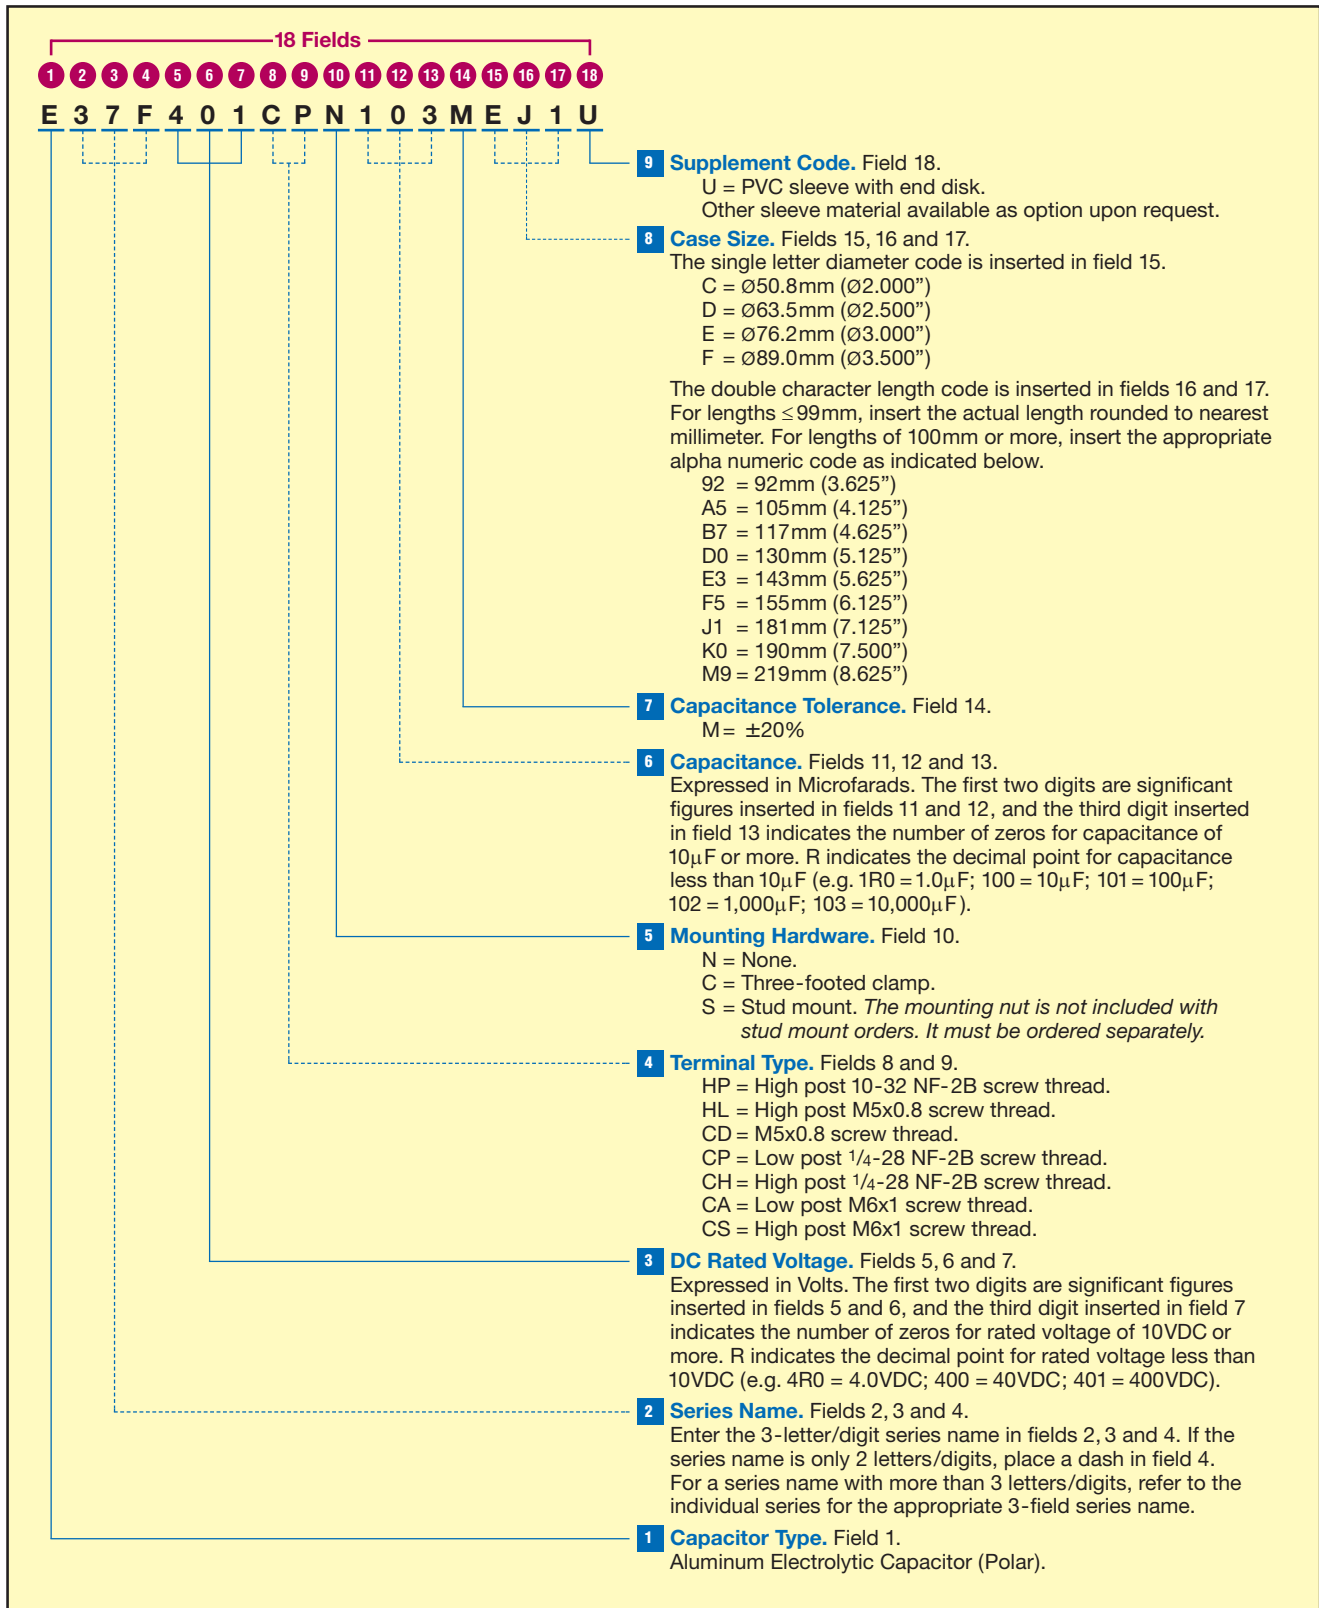 18 Fields
1 2 3 4 5 6 7 8 9 10 11 12 13 14 15 16 17 18
E 3 7 F 4 0 1 C P N 1 0 3 M E J 1 U
9 Supplement Code. Field 18.
U = PVC sleeve with end disk.
Other sleeve material available as option upon request.
8 Case Size. Fields 15, 16 and 17.
The single letter diameter code is inserted in field 15.
C = Ø50.8mm (Ø2.000”)
D = Ø63.5mm (Ø2.500”)
E = Ø76.2mm (Ø3.000”)
F = Ø89.0mm (Ø3.500”)
The double character length code is inserted in fields 16 and 17.
For lengths ≤99mm, insert the actual length rounded to nearest
millimeter. For lengths of 100mm or more, insert the appropriate
alpha numeric code as indicated below.
92 = 92mm (3.625”)
A5 = 105mm (4.125”)
B7 = 117mm (4.625”)
D0 = 130mm (5.125”)
E3 = 143mm (5.625”)
F5 = 155mm (6.125”)
J1 = 181mm (7.125”)
K0 = 190mm (7.500”)
M9 = 219mm (8.625”)
7 Capacitance Tolerance. Field 14.
M = ±20%
6 Capacitance. Fields 11, 12 and 13.
Expressed in Microfarads. The first two digits are significant
figures inserted in fields 11 and 12, and the third digit inserted
in field 13 indicates the number of zeros for capacitance of
10µF or more. R indicates the decimal point for capacitance
less than 10µF (e.g. 1R0 = 1.0µF; 100 = 10µF; 101 = 100µF;
102 = 1,000µF; 103 = 10,000µF).
5 Mounting Hardware. Field 10.
N = None.
C = Three-footed clamp.
S = Stud mount. The mounting nut is not included with
stud mount orders. It must be ordered separately.
4 Terminal Type. Fields 8 and 9.
HP = High post 10-32 NF-2B screw thread.
HL = High post M5x0.8 screw thread.
CD = M5x0.8 screw thread.
CP = Low post 1/4-28 NF-2B screw thread.
CH = High post 1/4-28 NF-2B screw thread.
CA = Low post M6x1 screw thread.
CS = High post M6x1 screw thread.
3 DC Rated Voltage. Fields 5, 6 and 7.
Expressed in Volts. The first two digits are significant figures
inserted in fields 5 and 6, and the third digit inserted in field 7
indicates the number of zeros for rated voltage of 10VDC or
more. R indicates the decimal point for rated voltage less than
10VDC (e.g. 4R0 = 4.0VDC; 400 = 40VDC; 401 = 400VDC).
2 Series Name. Fields 2, 3 and 4.
Enter the 3-letter/digit series name in fields 2, 3 and 4. If the
series name is only 2 letters/digits, place a dash in field 4.
For a series name with more than 3 letters/digits, refer to the
individual series for the appropriate 3-field series name.
1 Capacitor Type. Field 1.
Aluminum Electrolytic Capacitor (Polar).